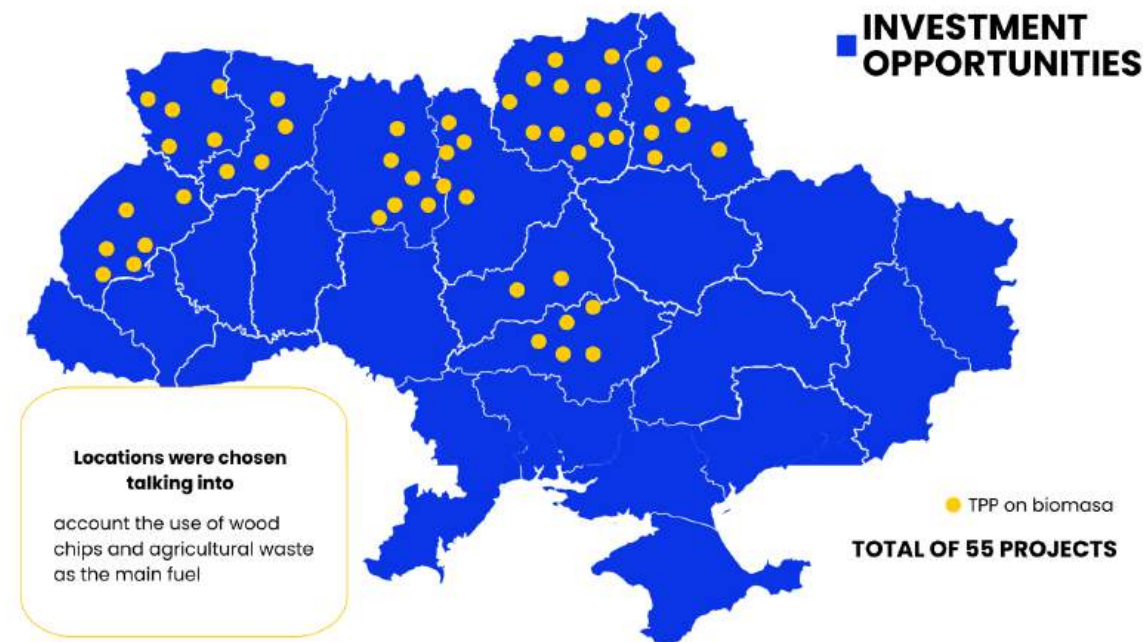 INVESTMENT
OPPORTUNITIES
Locations were chosen
talking into
account the use of wood
chips and agricultural waste
as the main fuel
TPP on biomasa
TOTAL OF 55 PROJECTS